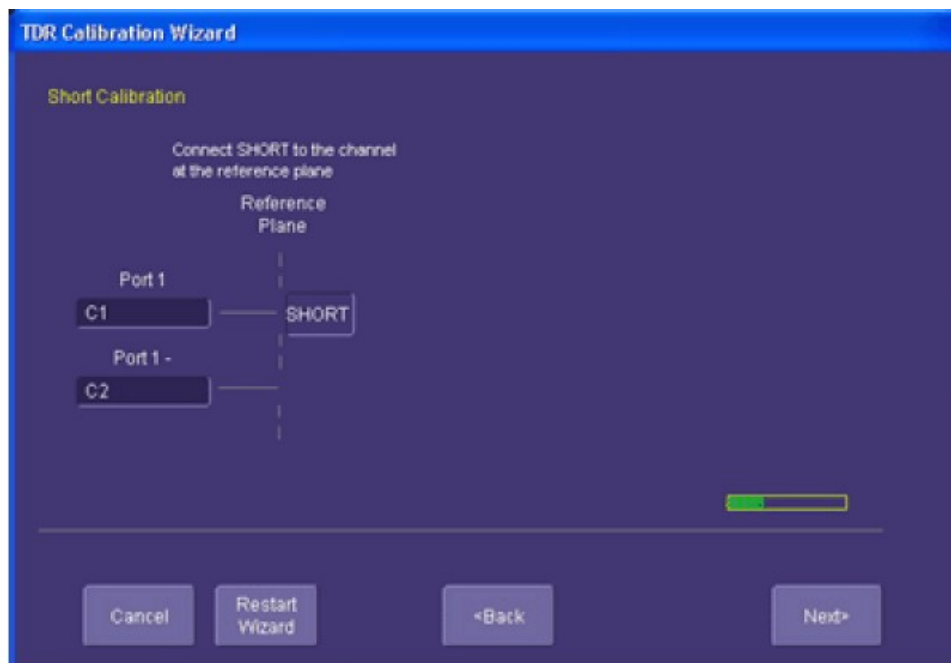 TDR Calibration Wizard
Short Calibration
Connect SHORT to the channel
at the reference plane
Reference
Plane
Port 1
C1
SHORT
Port 1 -
C2
Cancel
Restart
Wizard
<Back
Next>